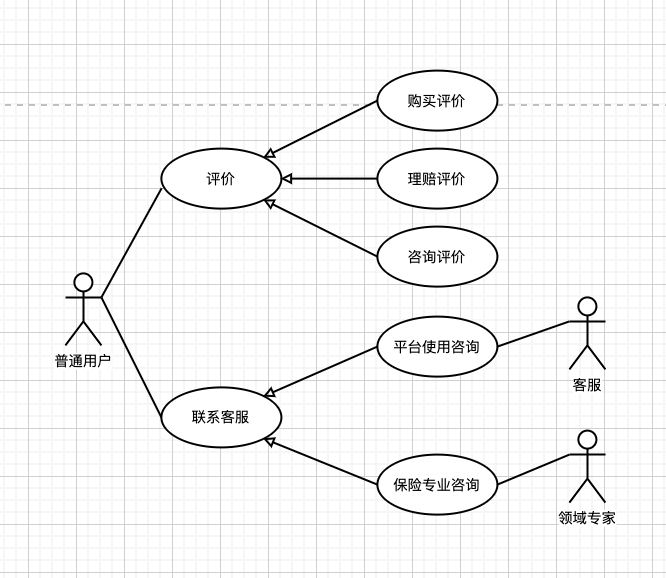 购买评价
评价
理赔评价
咨询评价
普通用户
平台使用咨询
客服
联系客服
保险专业咨询
领域专家